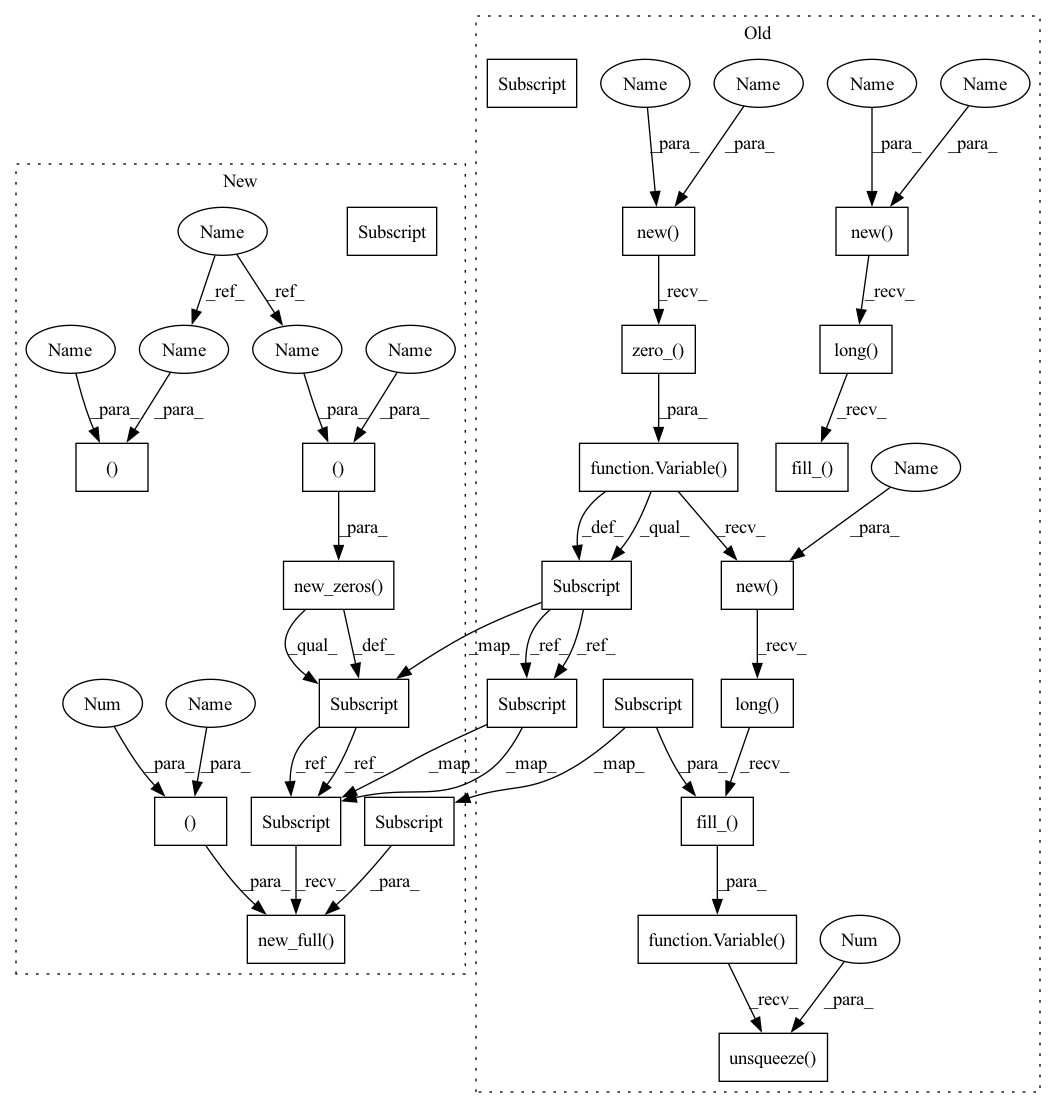 Old
Subscript
Name
Name
Name
Name
_para_
_para_
_para_
_para_
New
Name
Subscript
new()
new()
_ref_
_ref_
_recv_
_recv_
Name
Name
Name
Name
zero_()
long()
_para_
_para_
_para_
_para_
_para_
_recv_
()
()
function.Variable()
fill_()
Name
_para_
_def_
_qual_
_recv_
_para_
new_zeros()
Subscript
new()
_qual_
_def_
_map_
_ref_
_ref_
_recv_
Num
Name
Subscript
Subscript
Subscript
long()
_para_
_para_
_ref_
_ref_
_map_
_map_
_map_
_para_
_recv_
()
Subscript
Subscript
fill_()
_para_
_recv_
_para_
_para_
new_full()
function.Variable()
Num
_recv_
_para_
unsqueeze()